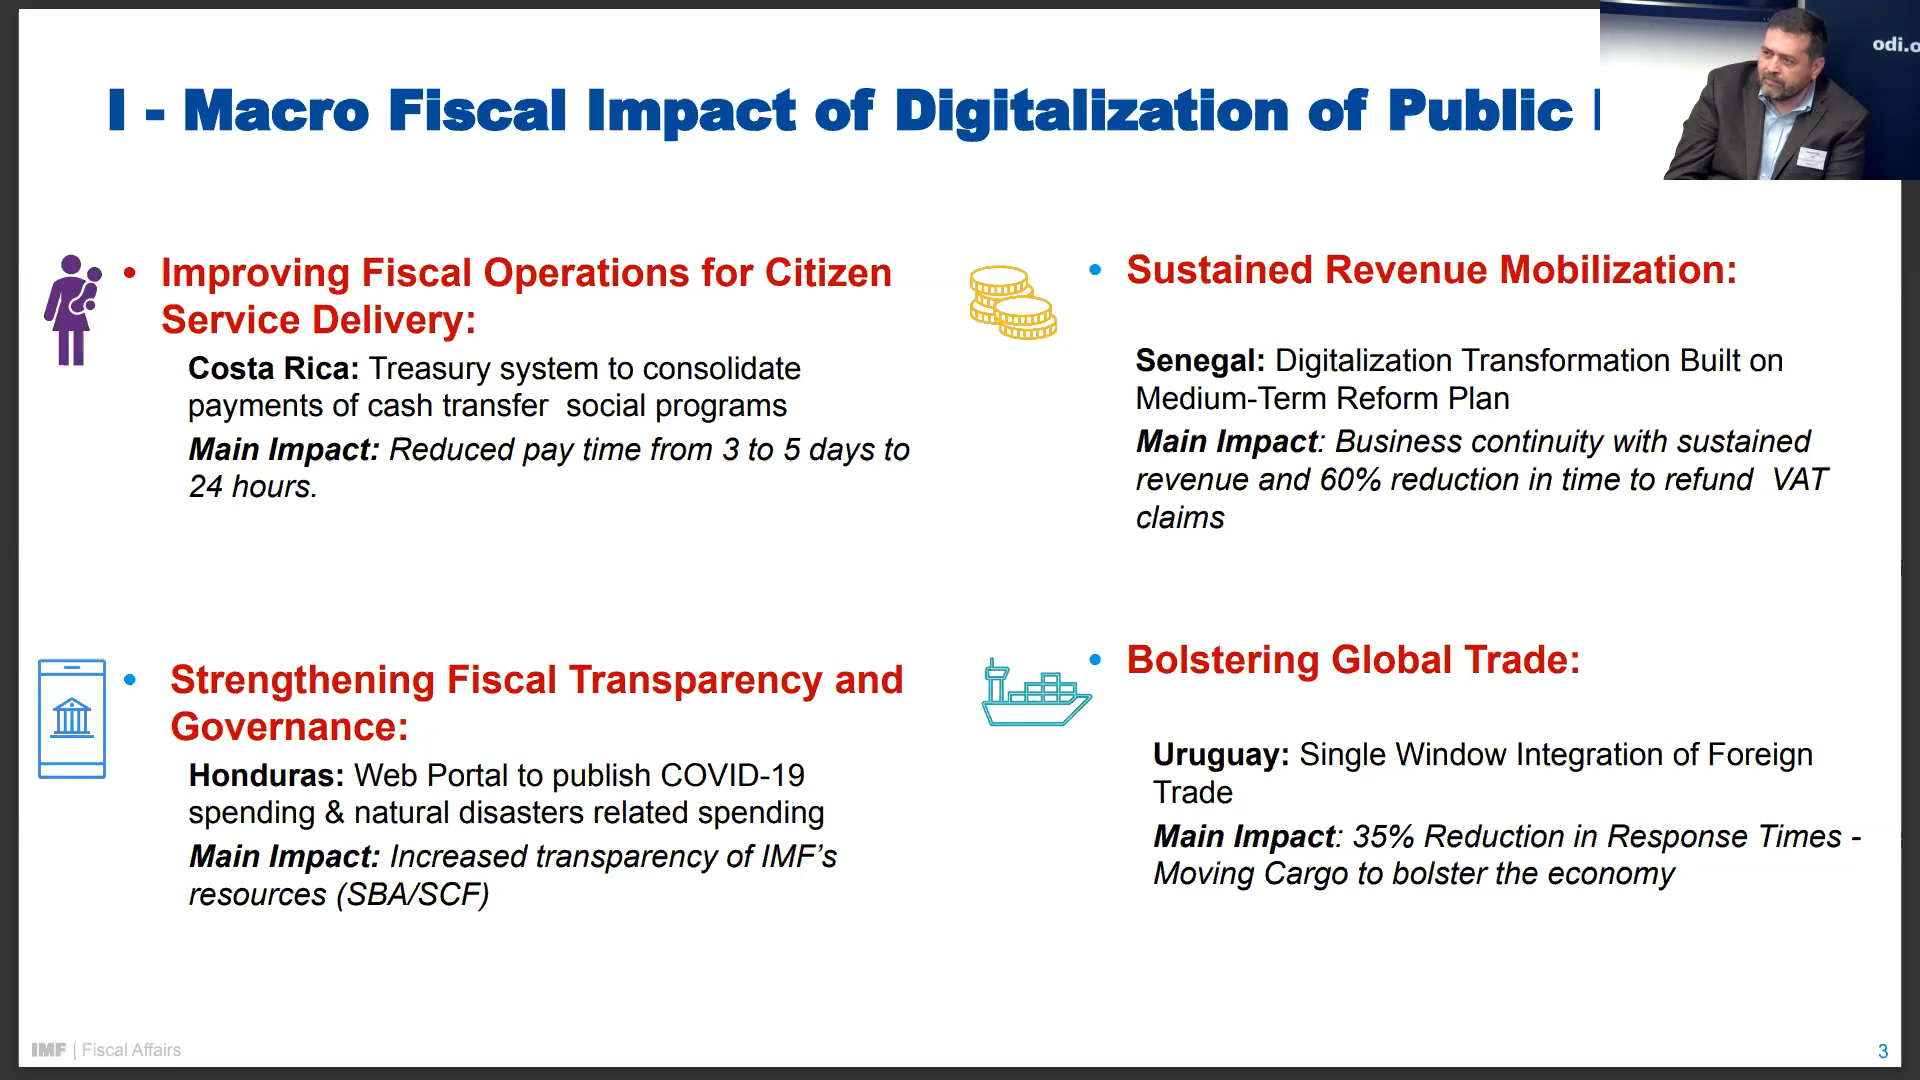 I - Macro Fiscal Impact of Digitalization of Public
odi.o
Improving Fiscal Operations for Citizen
Service Delivery:
Costa Rica: Treasury system to consolidate
payments of cash transfer social programs
Main Impact: Reduced pay time from 3 to 5 days to
24 hours.
Sustained Revenue Mobilization:
Senegal: Digitalization Transformation Built on
Medium-Term Reform Plan
Main Impact: Business continuity with sustained
revenue and 60% reduction in time to refund VAT
claims
Strengthening Fiscal Transparency and
Governance:
Honduras: Web Portal to publish COVID-19
spending & natural disasters related spending
Main Impact: Increased transparency of IMF’s
resources (SBA/SCF)
Bolstering Global Trade:
Uruguay: Single Window Integration of Foreign
Trade
Main Impact: 35% Reduction in Response Times -
Moving Cargo to bolster the economy
IMF | Fiscal Affairs
3